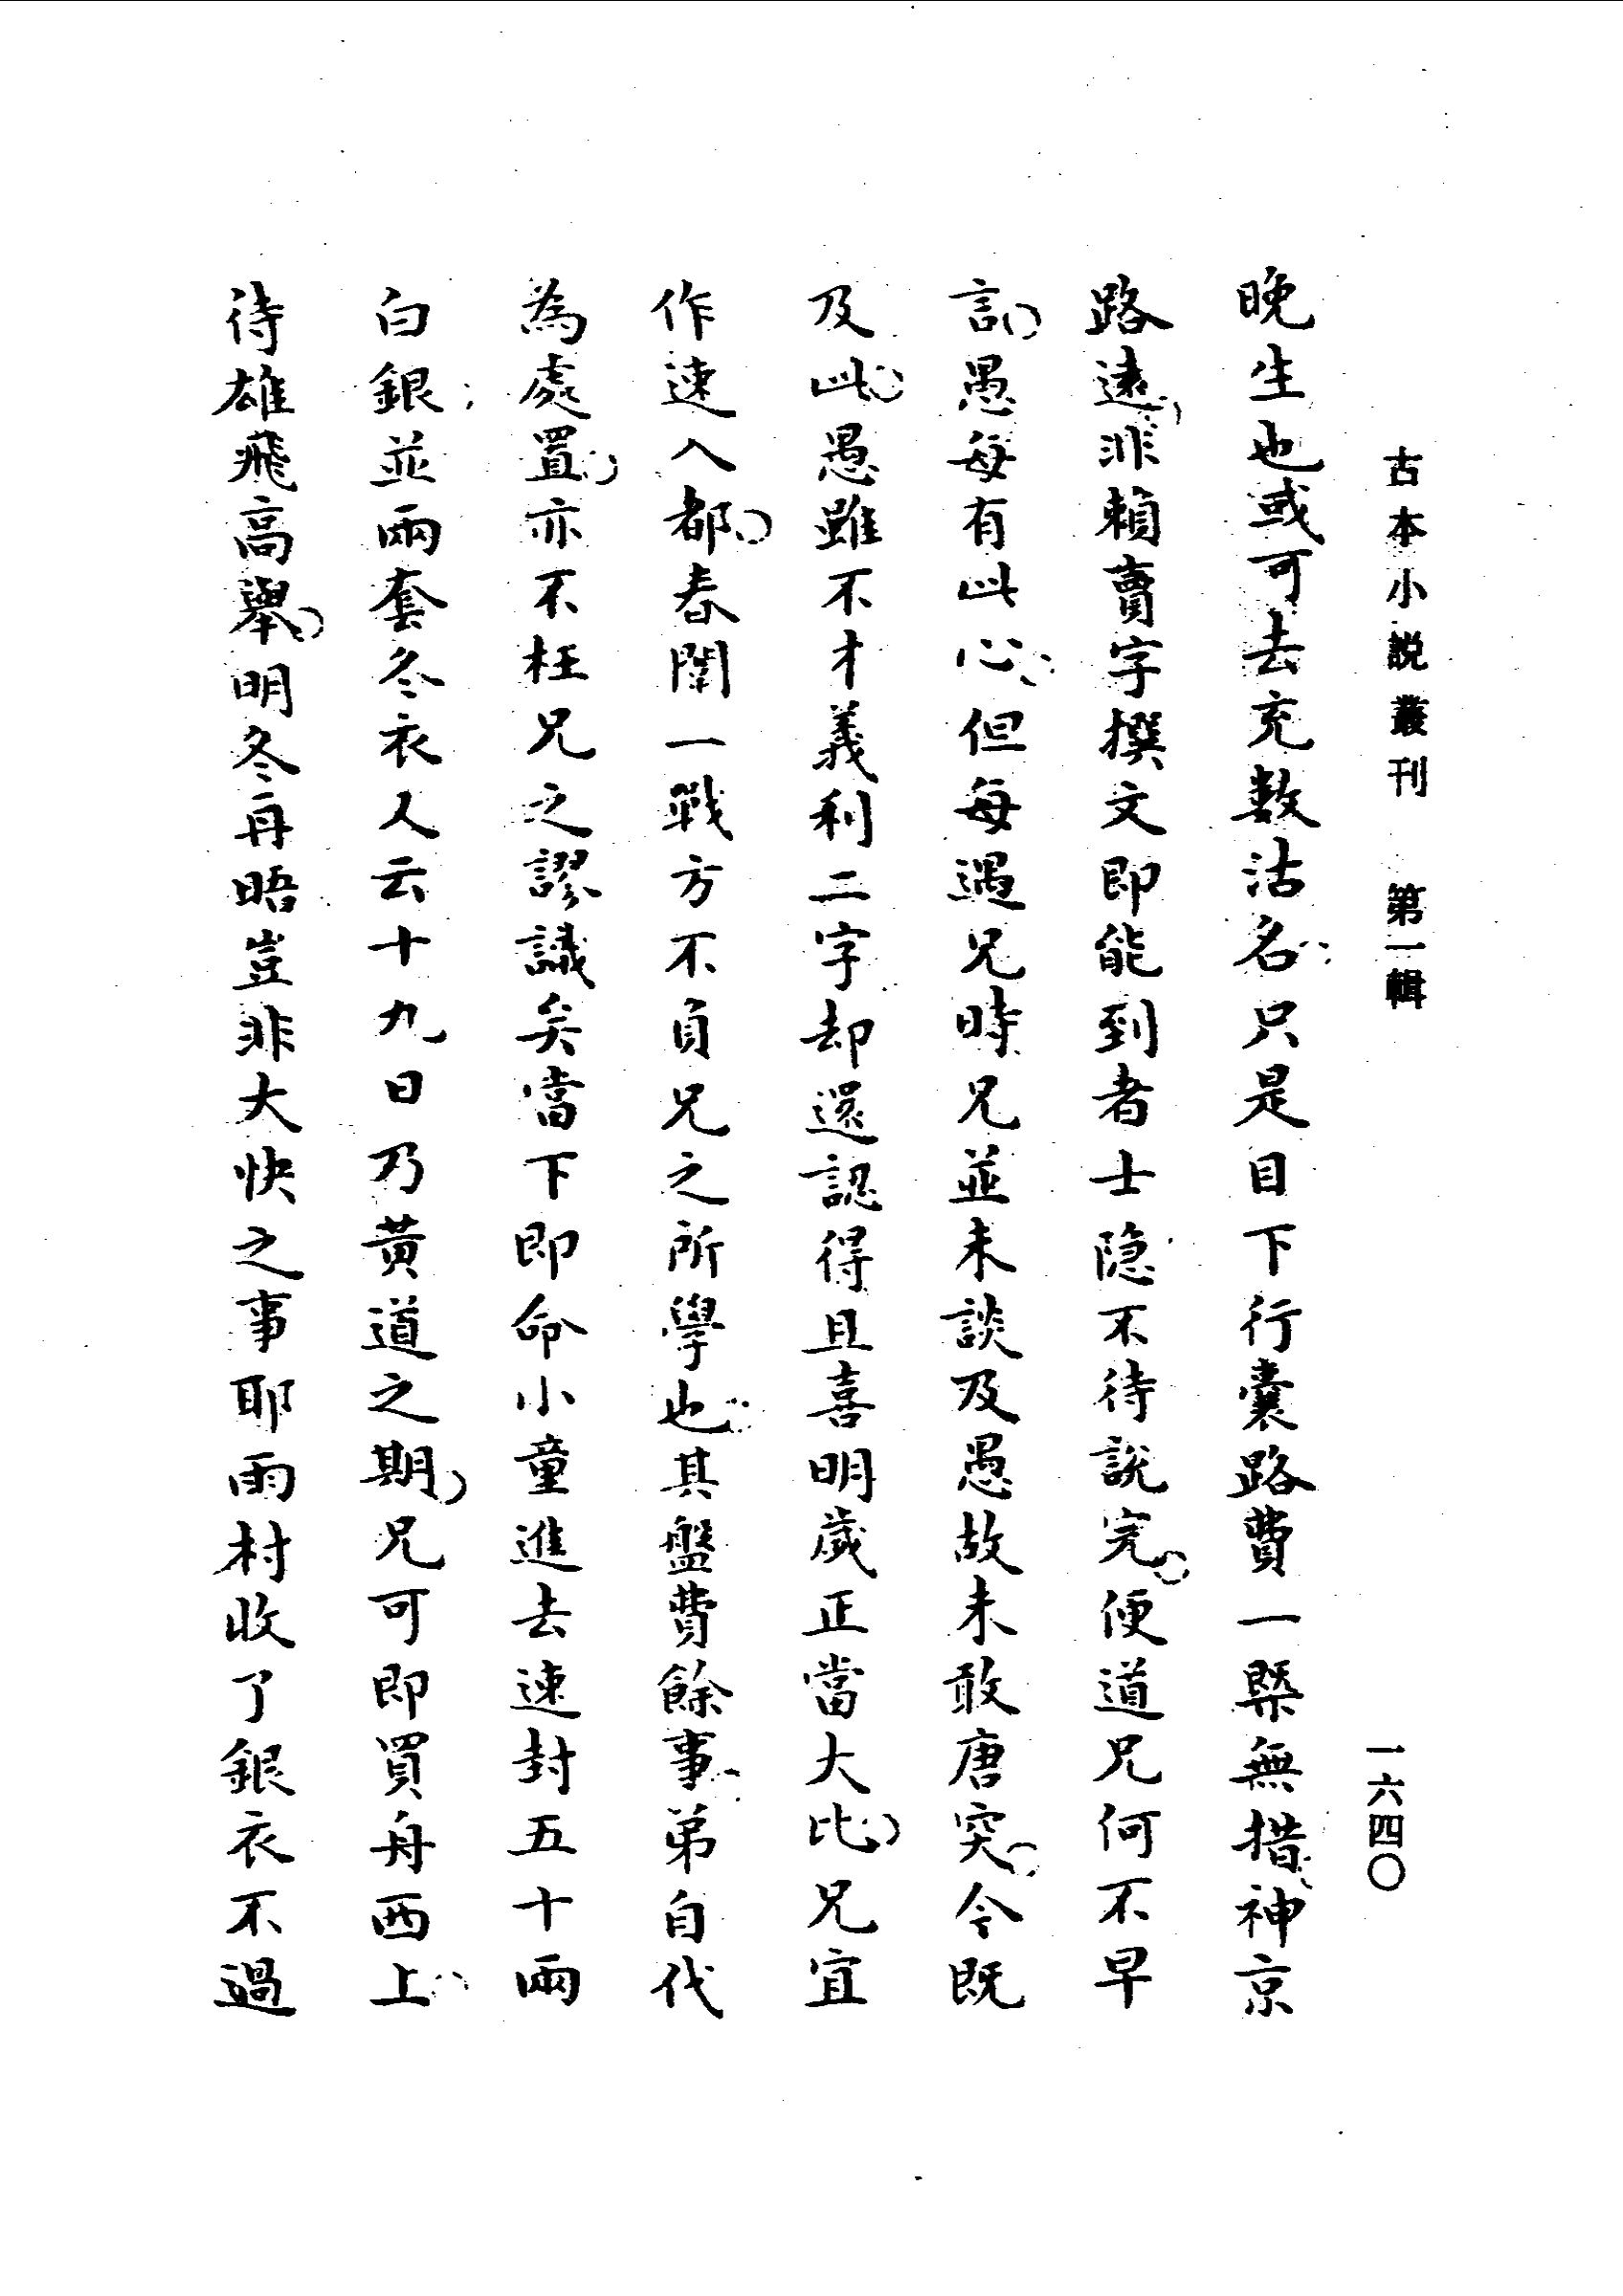 古本小說叢刊　第一輯
一六四〇
晚生也或可去充数沽名只是目下行囊路費一槩無措神京
路遠非賴賣字撰文即能到者士隐不待說完便道兄何不早
言愚每有此心但每遇兄時兄並未談及愚故未敢唐突今既
及此愚雖不才義利二字却還認得且喜明歲正當大比兄宜
作速入都春闈一戰方不負兄之所學也其盤費餘事弟自代
為處置亦不枉兄之謬識矣當下即命小童進去速封五十兩
白銀並兩套冬衣人云十九日乃黄道之期兄可即買舟西上
待雄飛高舉明冬再晤豈非大快之事耶雨村收了銀衣不過